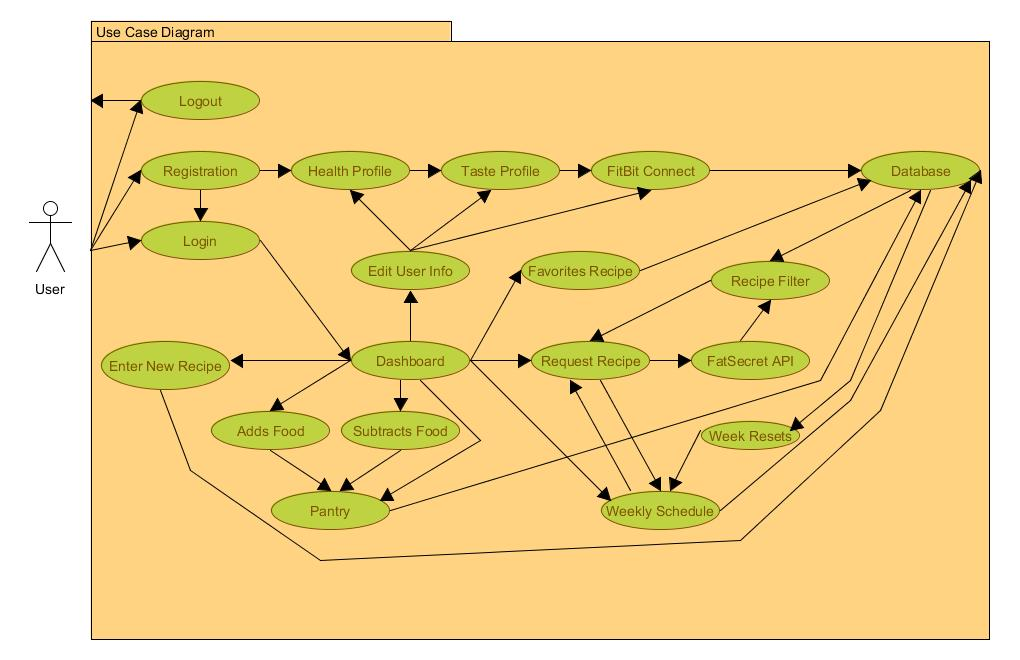 Use Case Diagram
Logout
Registration
Health Profile
Taste Profile
FitBit Connect
Database
Login
User
Edit User Info
Favorites Recipe
Recipe Filter
Enter New Recipe
Dashboard
Request Recipe
FatSecret API
Adds Food
Subtracts Food
Week Resets
Pantry
Weekly Schedule